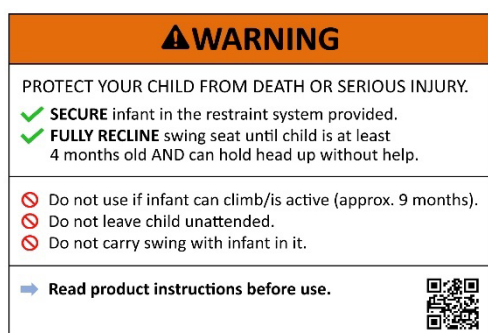 WARNING
PROTECT YOUR CHILD FROM DEATH OR SERIOUS INJURY.
SECURE infant in the restraint system provided.
FULLY RECLINE swing seat until child is at least
4 months old AND can hold head up without help.
Do not use if infant can climb/is active (approx. 9 months).
Do not leave child unattended.
Do not carry swing with infant in it.
Read product instructions before use.